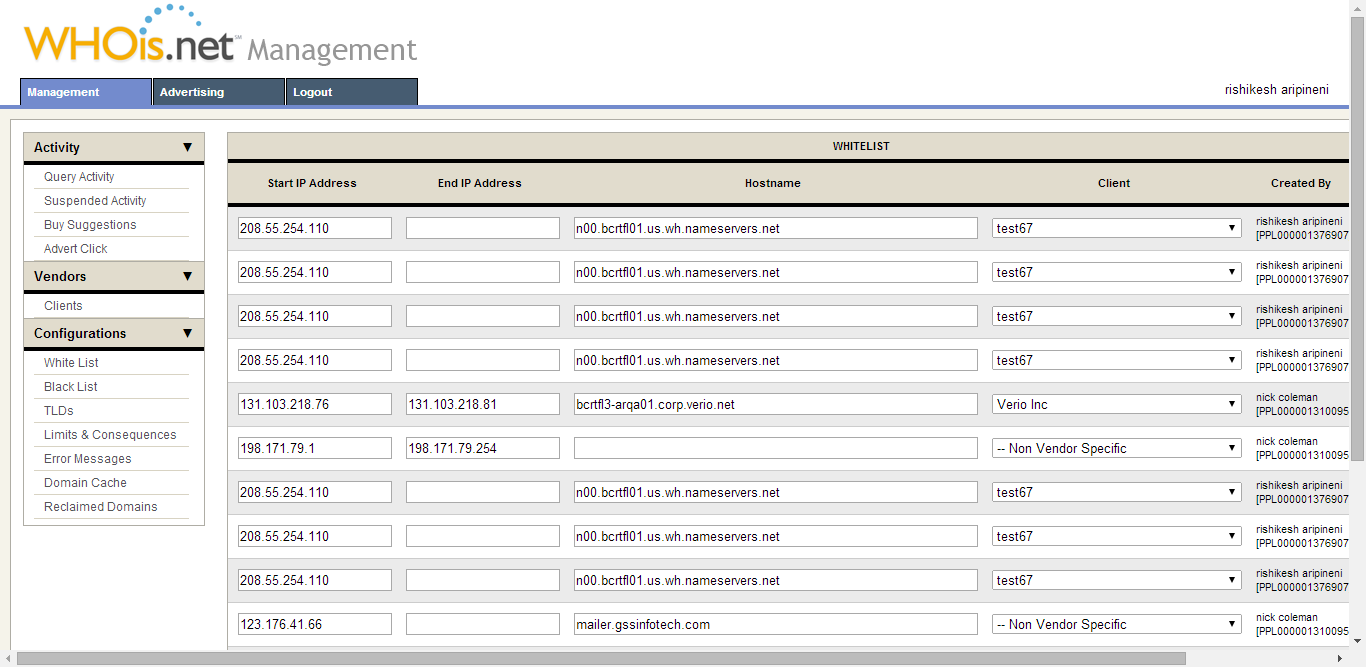 WHOis.net℠ Management
Management Advertising Logout
rishikesh aripineni
Activity ▼
Query Activity
Suspended Activity
Buy Suggestions
Advert Click
Vendors ▼
Clients
Configurations ▼
White List
Black List
TLDs
Limits & Consequences
Error Messages
Domain Cache
Reclaimed Domains
WHITELIST
Start IP Address End IP Address Hostname Client Created By
208.55.254.110 n00.bcrtfl01.us.wh.nameservers.net test67 rishikesh aripineni
[PPL000001376907
208.55.254.110 n00.bcrtfl01.us.wh.nameservers.net test67 rishikesh aripineni
[PPL000001376907
208.55.254.110 n00.bcrtfl01.us.wh.nameservers.net test67 rishikesh aripineni
[PPL000001376907
208.55.254.110 n00.bcrtfl01.us.wh.nameservers.net test67 rishikesh aripineni
[PPL000001376907
131.103.218.76 131.103.218.81 bcrtfl3-arqa01.corp.verio.net Verio Inc nick coleman
[PPL000001310095
198.171.79.1 198.171.79.254 -- Non Vendor Specific nick coleman
[PPL000001310095
208.55.254.110 n00.bcrtfl01.us.wh.nameservers.net test67 rishikesh aripineni
[PPL000001376907
208.55.254.110 n00.bcrtfl01.us.wh.nameservers.net test67 rishikesh aripineni
[PPL000001376907
208.55.254.110 n00.bcrtfl01.us.wh.nameservers.net test67 rishikesh aripineni
[PPL000001376907
123.176.41.66 mailer.gssinfotech.com -- Non Vendor Specific nick coleman
[PPL000001310095